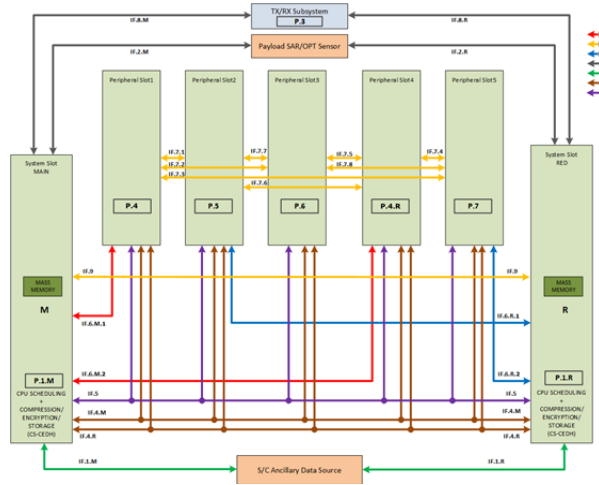 TX/RX Subsystem
P.3
IF.8.M
IF.8.R
Payload SAR/OPT Sensor
IF.2.M
IF.2.R
Peripheral Slot1
Peripheral Slot2
Peripheral Slot3
Peripheral Slot4
Peripheral Slot5
System Slot
MAIN
System Slot
RED
IF.7.1
IF.7.7
IF.7.5
IF.7.4
IF.7.2
IF.7.8
IF.7.3
IF.7.6
P.4
P.5
P.6
P.4.R
P.7
IF.9
IF.9
MASS
MEMORY
MASS
MEMORY
M
R
IF.6.M.1
IF.6.R.1
IF.6.M.2
IF.6.R.2
P.1.M
P.1.R
CPU SCHEDULING
+
COMPRESSION/
ENCRYPTION/
STORAGE
(CS-CEDH)
CPU SCHEDULING
+
COMPRESSION/
ENCRYPTION/
STORAGE
(CS-CEDH)
IF.5
IF.5
IF.4.M
IF.4.M
IF.4.R
IF.4.R
IF.1.M
IF.1.R
S/C Ancillary Data Source